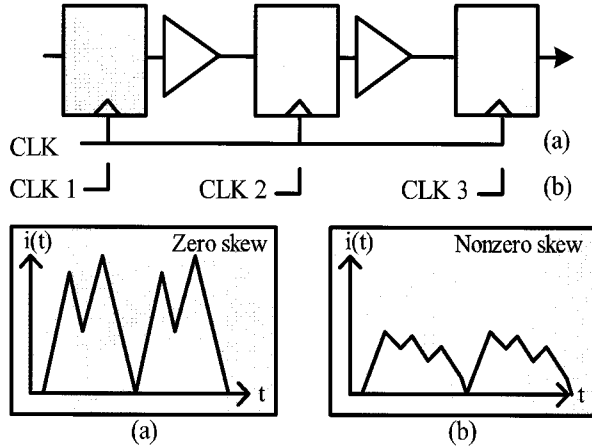 CLK (a)
CLK 1 CLK 2 CLK 3 (b)
i(t) Zero skew
t
(a)
i(t) Nonzero skew
t
(b)